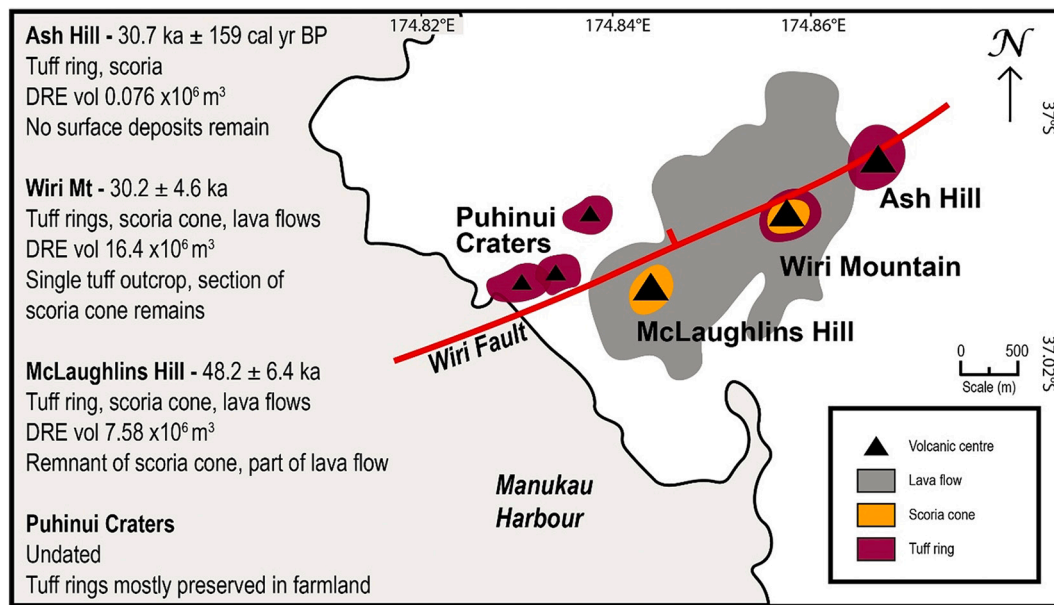 Ash Hill - 30.7 ka ± 159 cal yr BP
Tuff ring, scoria
DRE vol 0.076 x10⁶ m³
No surface deposits remain
Wiri Mt - 30.2 ± 4.6 ka
Tuff rings, scoria cone, lava flows
DRE vol 16.4 x10⁶ m³
Single tuff outcrop, section of
scoria cone remains
McLaughlins Hill - 48.2 ± 6.4 ka
Tuff ring, scoria cone, lava flows
DRE vol 7.58 x10⁶ m³
Remnant of scoria cone, part of lava flow
Puhinui Craters
Undated
Tuff rings mostly preserved in farmland
174.82°E
174.84°E
174.86°E
N
37°S
Ash Hill
Puhinui
Craters
Wiri Mountain
McLaughlins Hill
Wiri Fault
37.02°S
0 500
Scale (m)
Manukau
Harbour
Volcanic centre
Lava flow
Scoria cone
Tuff ring